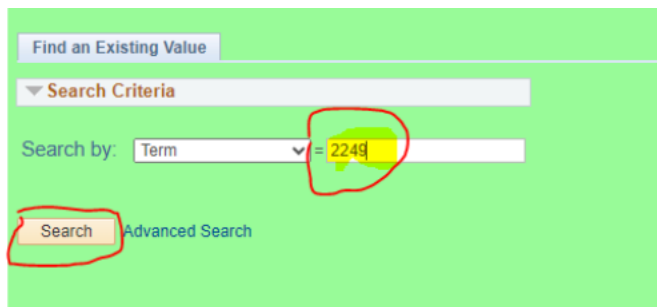 Find an Existing Value
Search Criteria
Search by: Term = 2249
Search Advanced Search